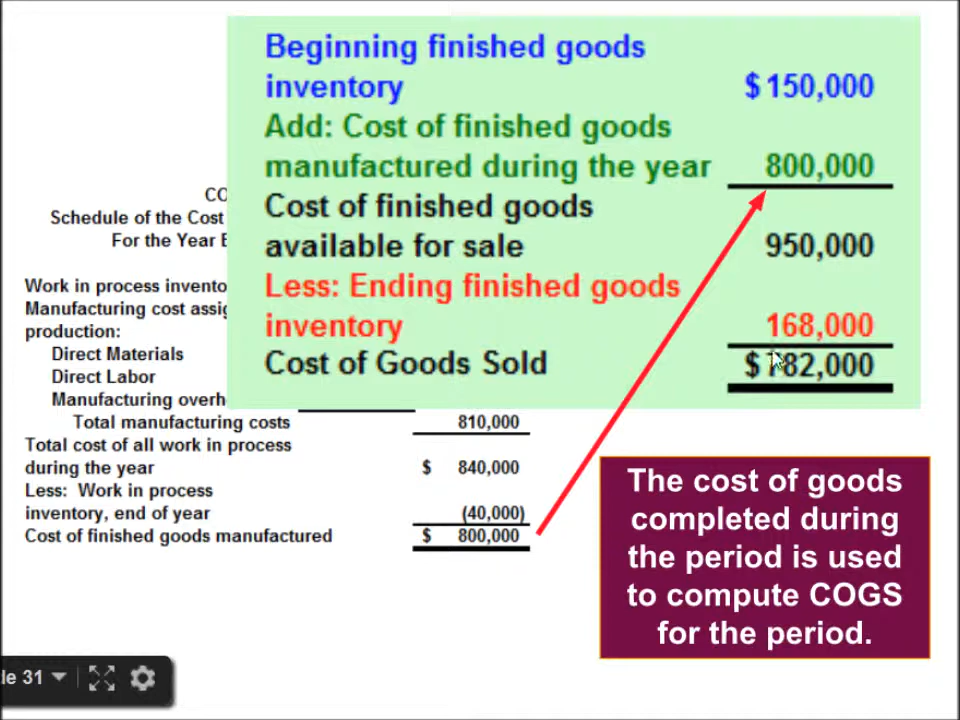 Beginning finished goods
inventory $ 150,000
Add: Cost of finished goods
manufactured during the year 800,000
Cost of finished goods
available for sale 950,000
Less: Ending finished goods
inventory 168,000
Cost of Goods Sold $ 782,000
Schedule of the Cost
For the Year
Work in process
Manufacturing cost
production:
Direct Materials
Direct Labor
Manufacturing
Total manufacturing costs 810,000
Total cost of all work in process
during the year $ 840,000
Less: Work in process
inventory, end of year (40,000)
Cost of finished goods manufactured $ 800,000
The cost of goods
completed during
the period is used
to compute COGS
for the period.
31